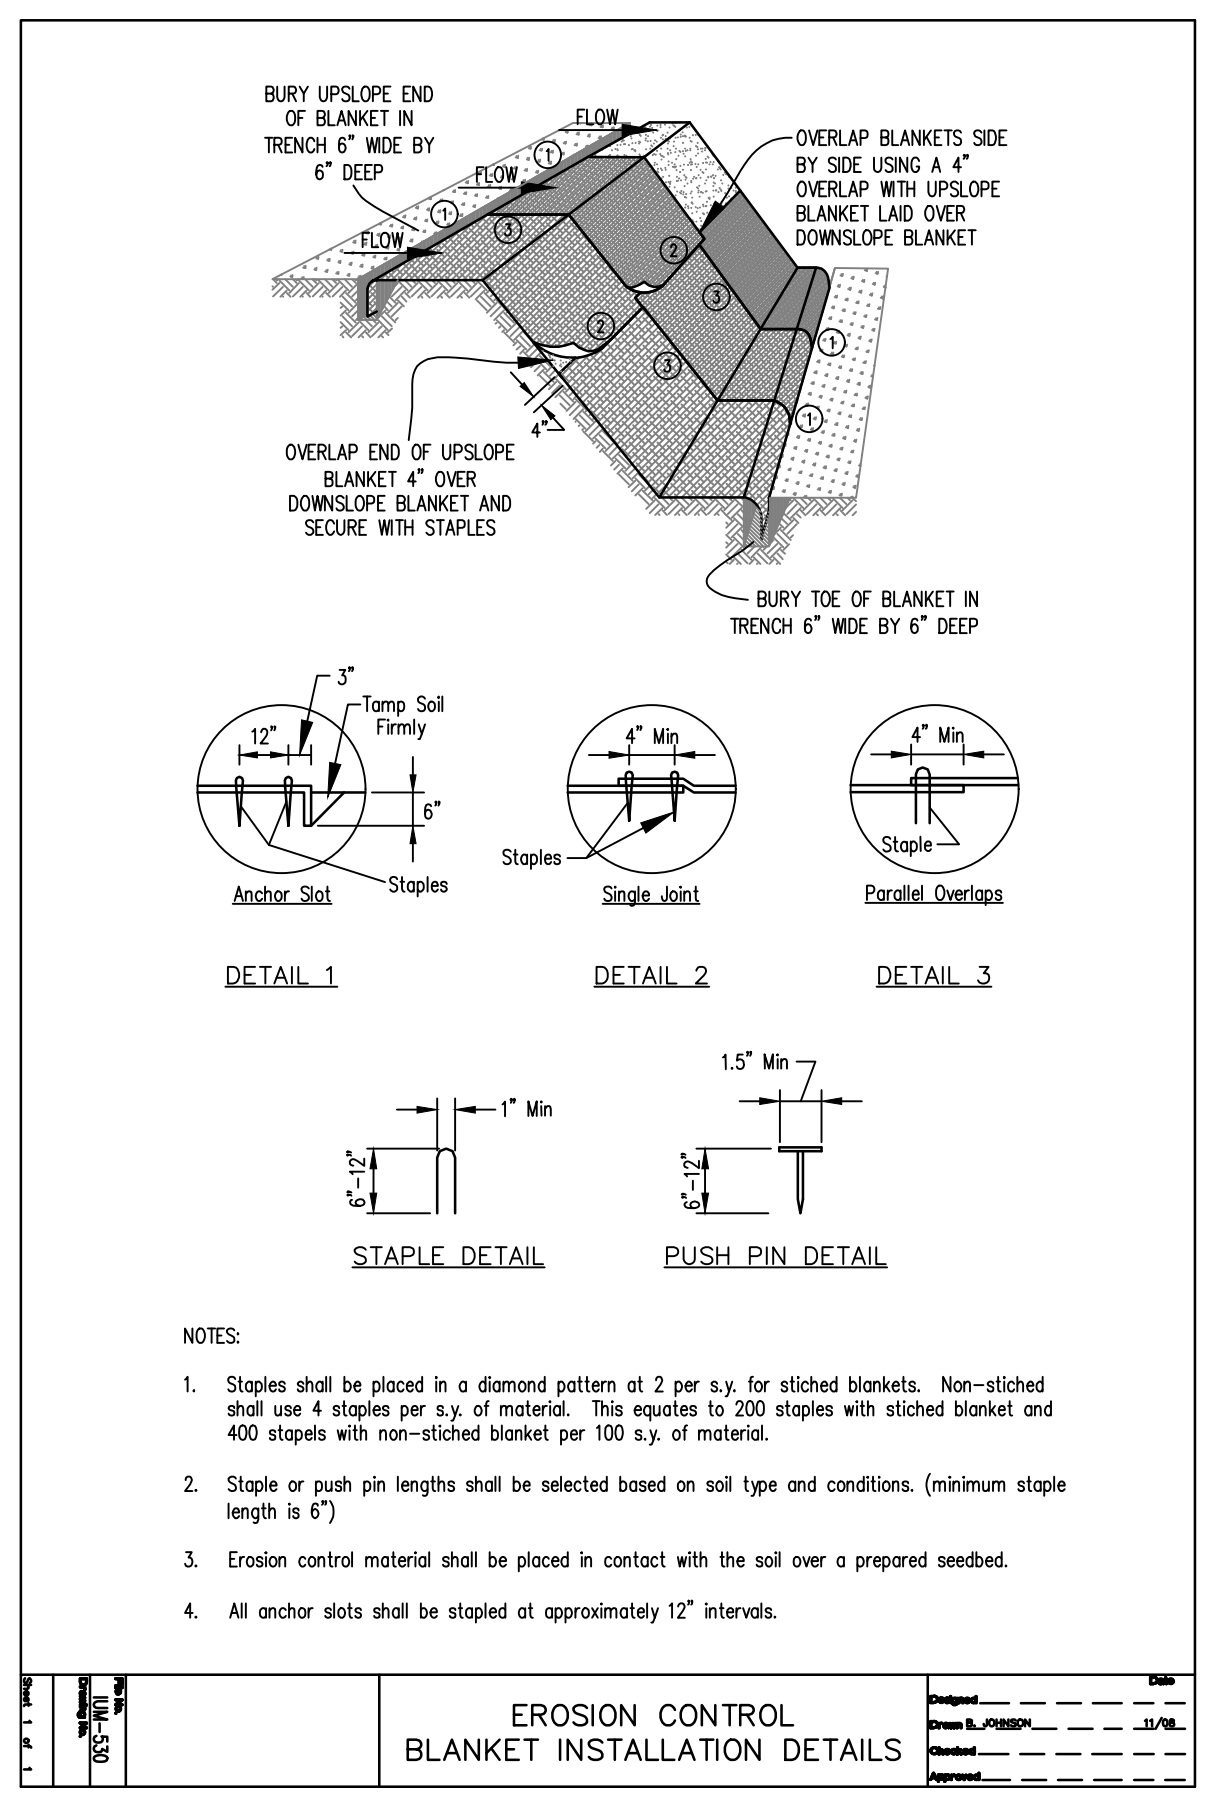 BURY UPSLOPE END
OF BLANKET IN
TRENCH 6” WIDE BY
6” DEEP
FLOW
FLOW
FLOW
1
1
3
2
3
2
3
1
1
OVERLAP BLANKETS SIDE
BY SIDE USING A 4”
OVERLAP WITH UPSLOPE
BLANKET LAID OVER
DOWNSLOPE BLANKET
4”
OVERLAP END OF UPSLOPE
BLANKET 4” OVER
DOWNSLOPE BLANKET AND
SECURE WITH STAPLES
BURY TOE OF BLANKET IN
TRENCH 6” WIDE BY 6” DEEP
3”
Tamp Soil
Firmly
12”
6”
Staples
Anchor Slot
DETAIL 1
4” Min
Staples
Single Joint
DETAIL 2
4” Min
Staple
Parallel Overlaps
DETAIL 3
1” Min
6”-12”
STAPLE DETAIL
1.5” Min
6”-12”
PUSH PIN DETAIL
NOTES:
1. Staples shall be placed in a diamond pattern at 2 per s.y. for stiched blankets. Non-stiched
shall use 4 staples per s.y. of material. This equates to 200 staples with stiched blanket and
400 stapels with non-stiched blanket per 100 s.y. of material.
2. Staple or push pin lengths shall be selected based on soil type and conditions. (minimum staple
length is 6”)
3. Erosion control material shall be placed in contact with the soil over a prepared seedbed.
4. All anchor slots shall be stapled at approximately 12” intervals.
Sheet 1 of 1
Drawing No.
IUM-530
File No.
EROSION CONTROL
BLANKET INSTALLATION DETAILS
Date
Designed
Drawn B. JOHNSON 11/08
Checked
Approved